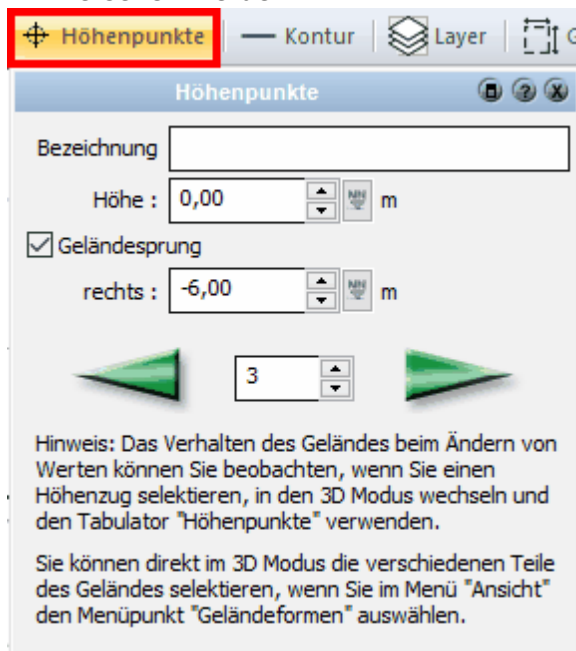 Höhenpunkte Kontur Layer
Höhenpunkte
Bezeichnung
Höhe : 0,00 m
Geländesprung
rechts : -6,00 m
3
Hinweis: Das Verhalten des Geländes beim Ändern von
Werten können Sie beobachten, wenn Sie einen
Höhenzug selektieren, in den 3D Modus wechseln und
den Tabulator "Höhenpunkte" verwenden.
Sie können direkt im 3D Modus die verschiedenen Teile
des Geländes selektieren, wenn Sie im Menü "Ansicht"
den Menüpunkt "Geländeformen" auswählen.